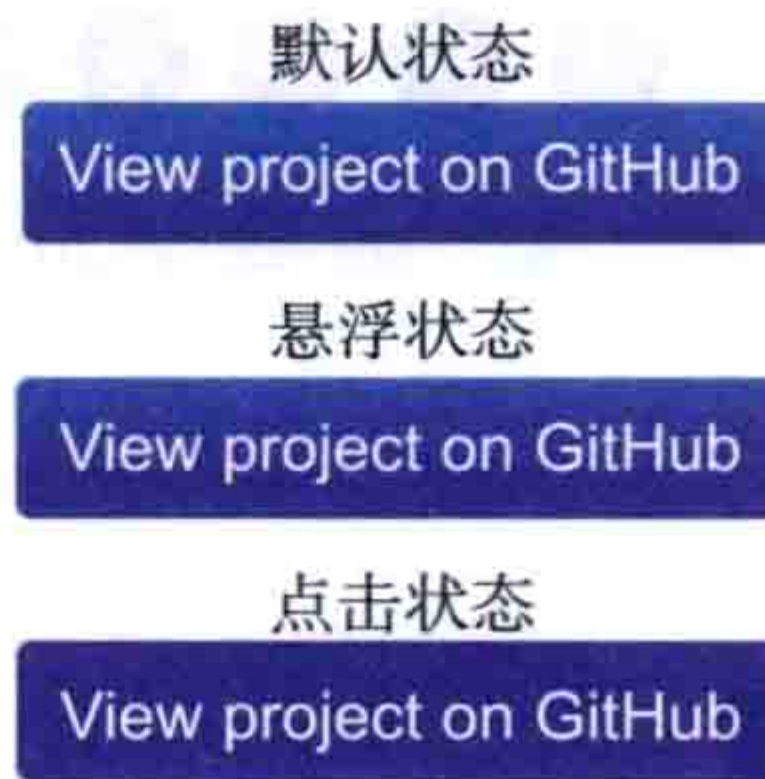 默认状态
View project on GitHub
悬浮状态
View project on GitHub
点击状态
View project on GitHub